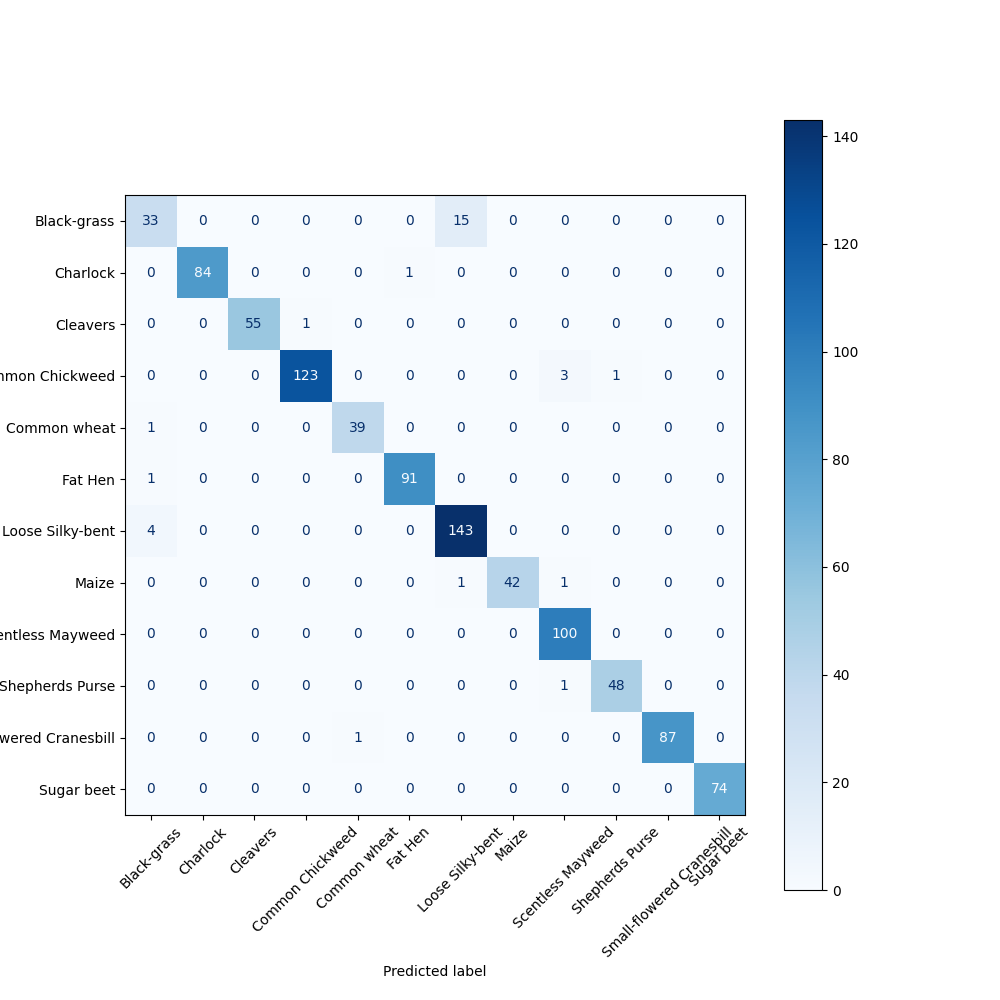 140
120
100
80
60
40
20
0
Black-grass 33 0 0 0 0 0 15 0 0 0 0 0
Charlock 0 84 0 0 0 1 0 0 0 0 0 0
Cleavers 0 0 55 1 0 0 0 0 0 0 0 0
mmon Chickweed 0 0 0 123 0 0 0 0 3 1 0 0
Common wheat 1 0 0 0 39 0 0 0 0 0 0 0
Fat Hen 1 0 0 0 0 91 0 0 0 0 0 0
Loose Silky-bent 4 0 0 0 0 0 143 0 0 0 0 0
Maize 0 0 0 0 0 0 1 42 1 0 0 0
entless Mayweed 0 0 0 0 0 0 0 0 100 0 0 0
Shepherds Purse 0 0 0 0 0 0 0 0 1 48 0 0
wered Cranesbill 0 0 0 0 1 0 0 0 0 0 87 0
Sugar beet 0 0 0 0 0 0 0 0 0 0 0 74
Black-grass
Charlock
Cleavers
Common Chickweed
Common wheat
Fat Hen
Loose Silky-bent
Maize
Scentless Mayweed
Shepherds Purse
Small-flowered Cranesbill
Sugar beet
Predicted label